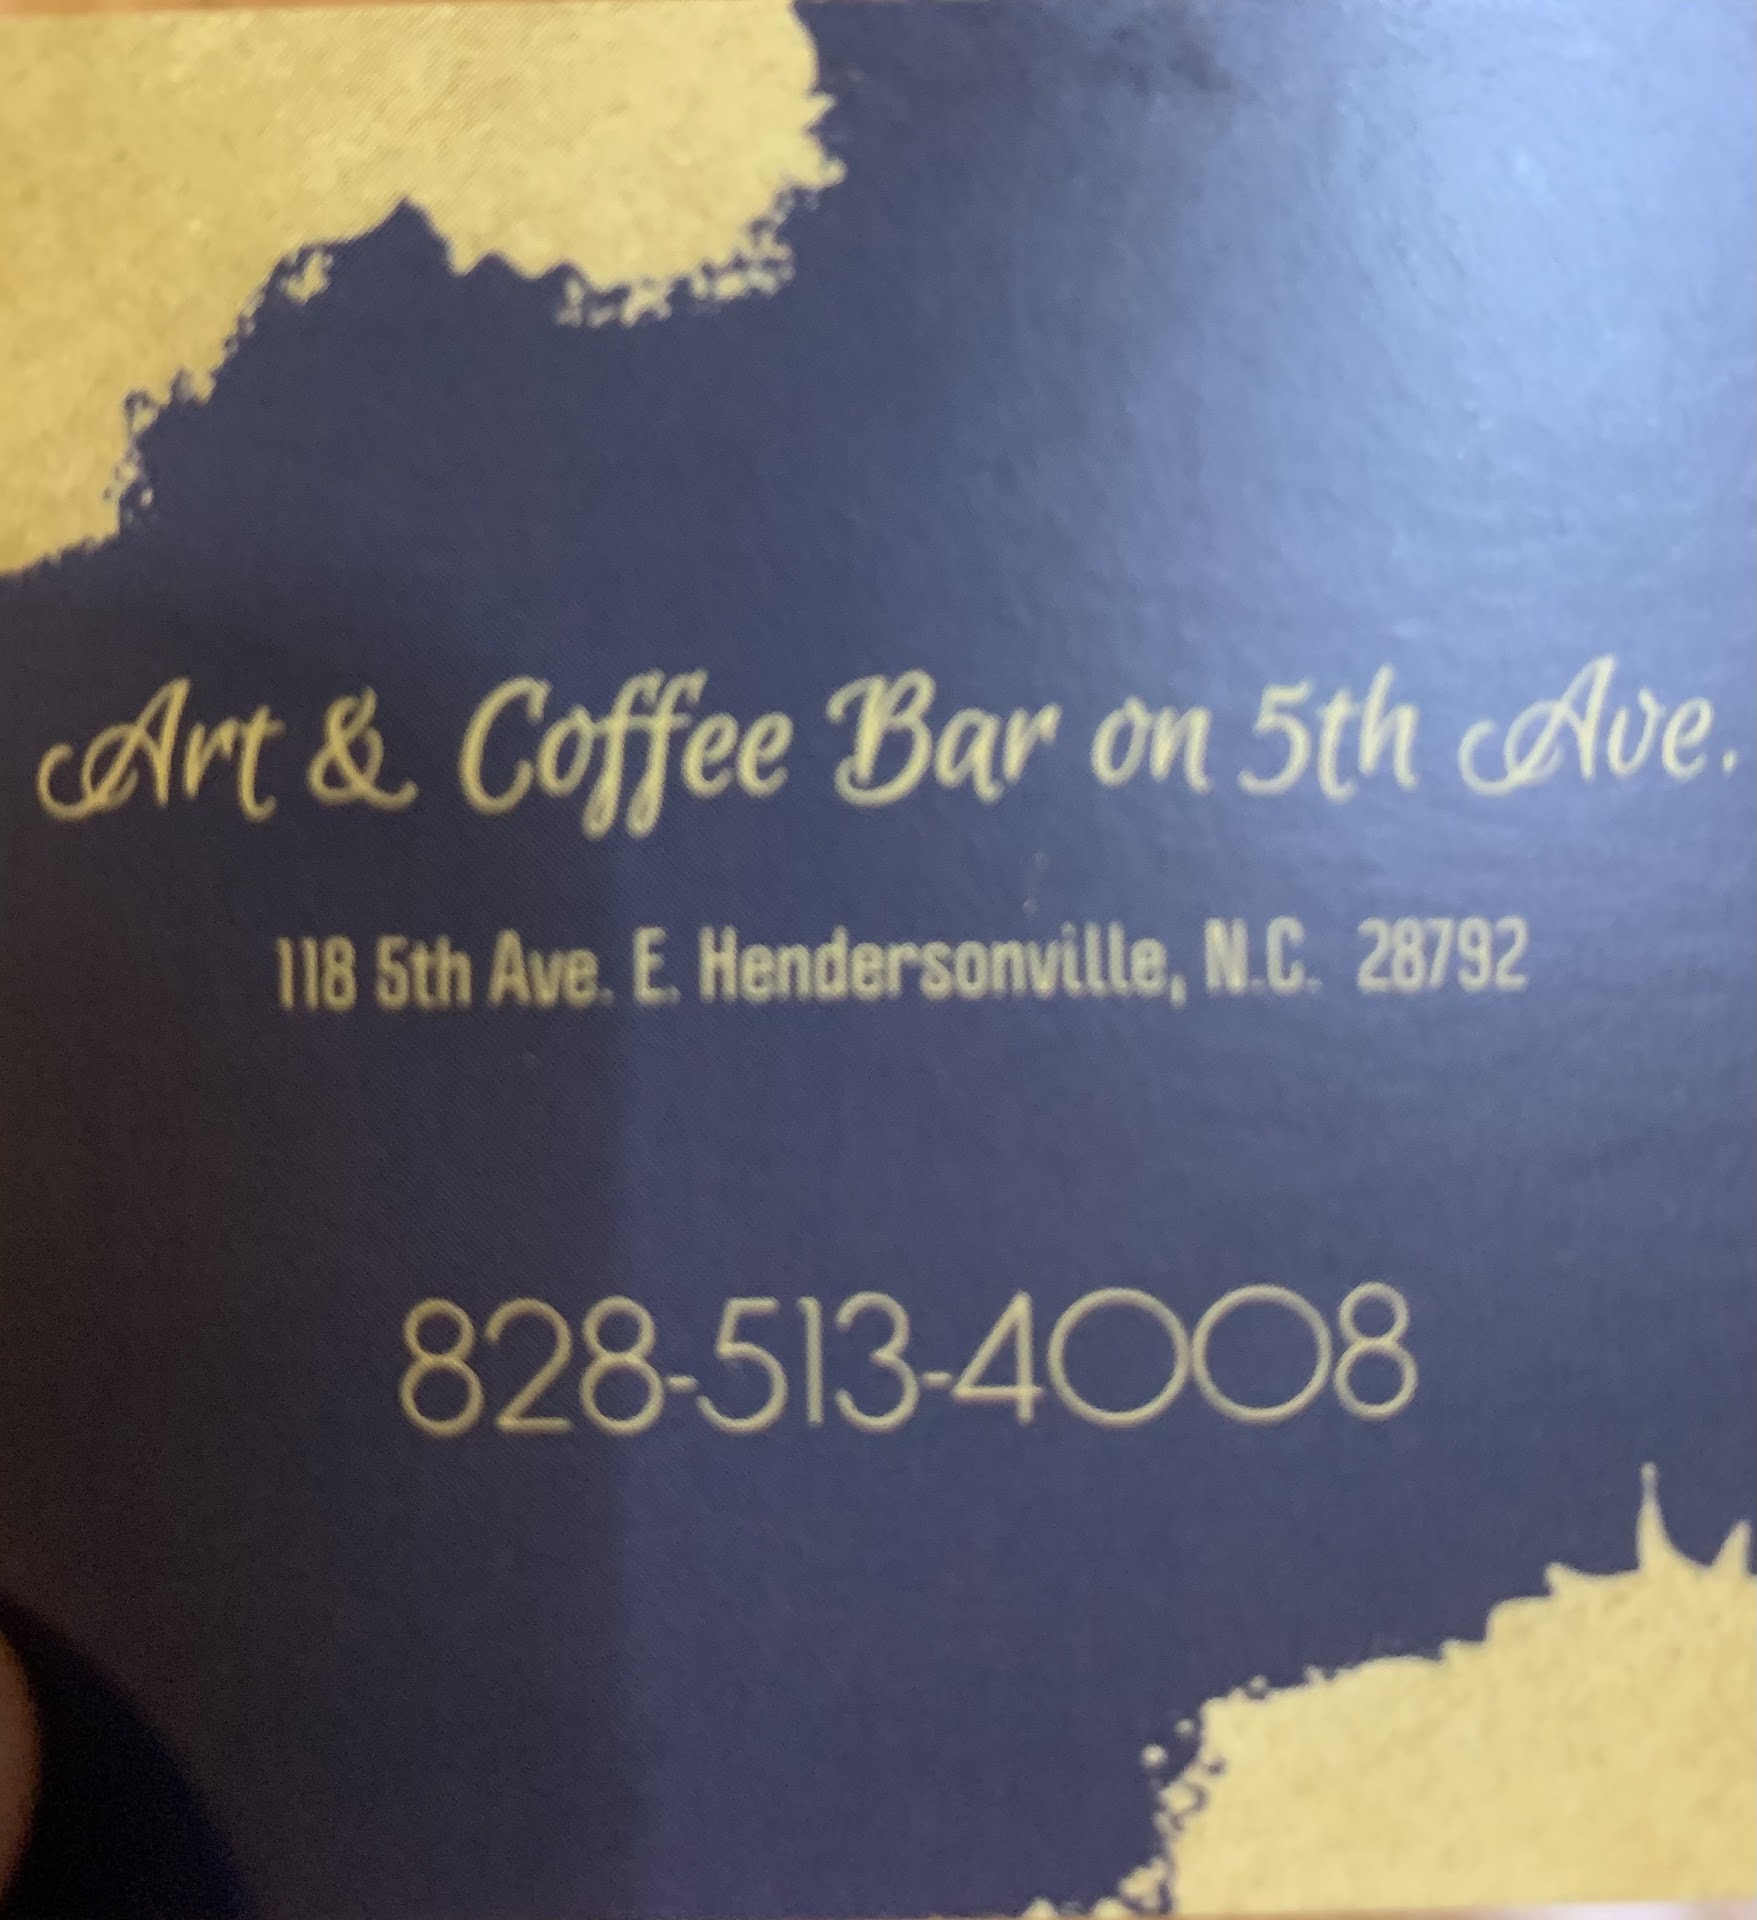 Art & Coffee Bar on 5th Ave.
118 5th Ave. E. Hendersonville, N.C. 28792
828-513-4008